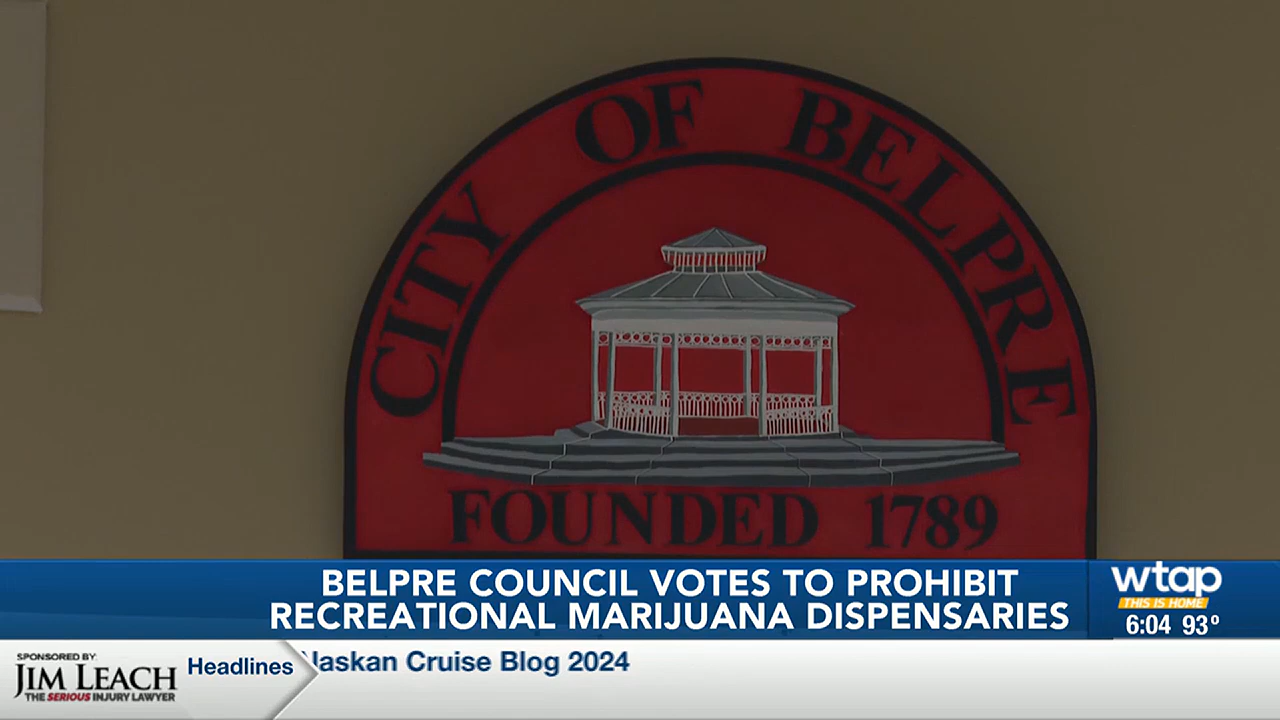 CITY OF BELPRE
FOUNDED 1789
BELPRE COUNCIL VOTES TO PROHIBIT
RECREATIONAL MARIJUANA DISPENSARIES
wtap
THIS IS HOME
6:04 93°
SPONSORED BY:
JIM LEACH
THE SERIOUS INJURY LAWYER
Headlines
laskan Cruise Blog 2024